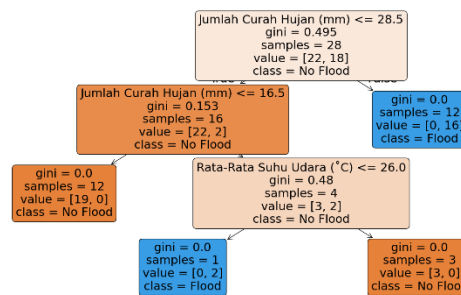 Jumlah Curah Hujan (mm) <= 28.5
gini = 0.495
samples = 28
value = [22, 18]
class = No Flood
Jumlah Curah Hujan (mm) <= 16.5
gini = 0.153
samples = 16
value = [22, 2]
class = No Flood
gini = 0.0
samples = 12
value = [0, 16]
class = Flood
gini = 0.0
samples = 12
value = [19, 0]
class = No Flood
Rata-Rata Suhu Udara (˚C) <= 26.0
gini = 0.48
samples = 4
value = [3, 2]
class = No Flood
gini = 0.0
samples = 1
value = [0, 2]
class = Flood
gini = 0.0
samples = 3
value = [3, 0]
class = No Flood